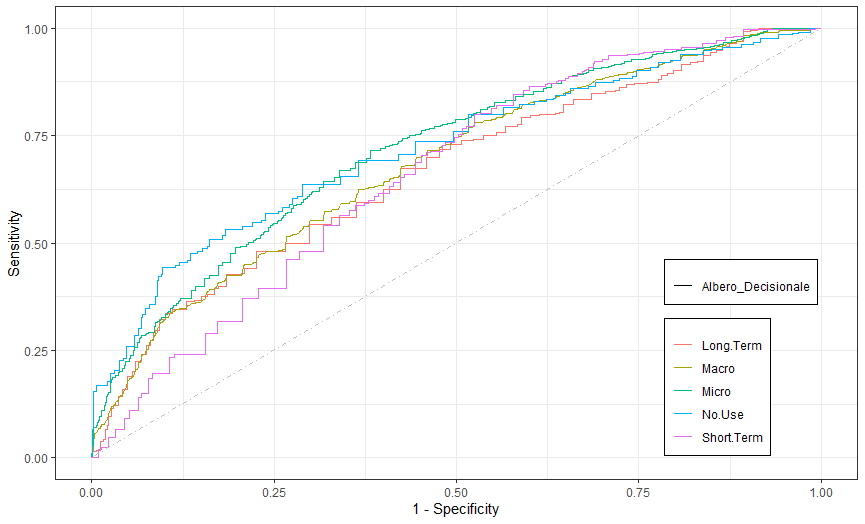 1.00
0.75
0.50
0.25
0.00
Sensitivity
Albero_Decisionale
Long.Term
Macro
Micro
No.Use
Short.Term
0.00 0.25 0.50 0.75 1.00
1 - Specificity